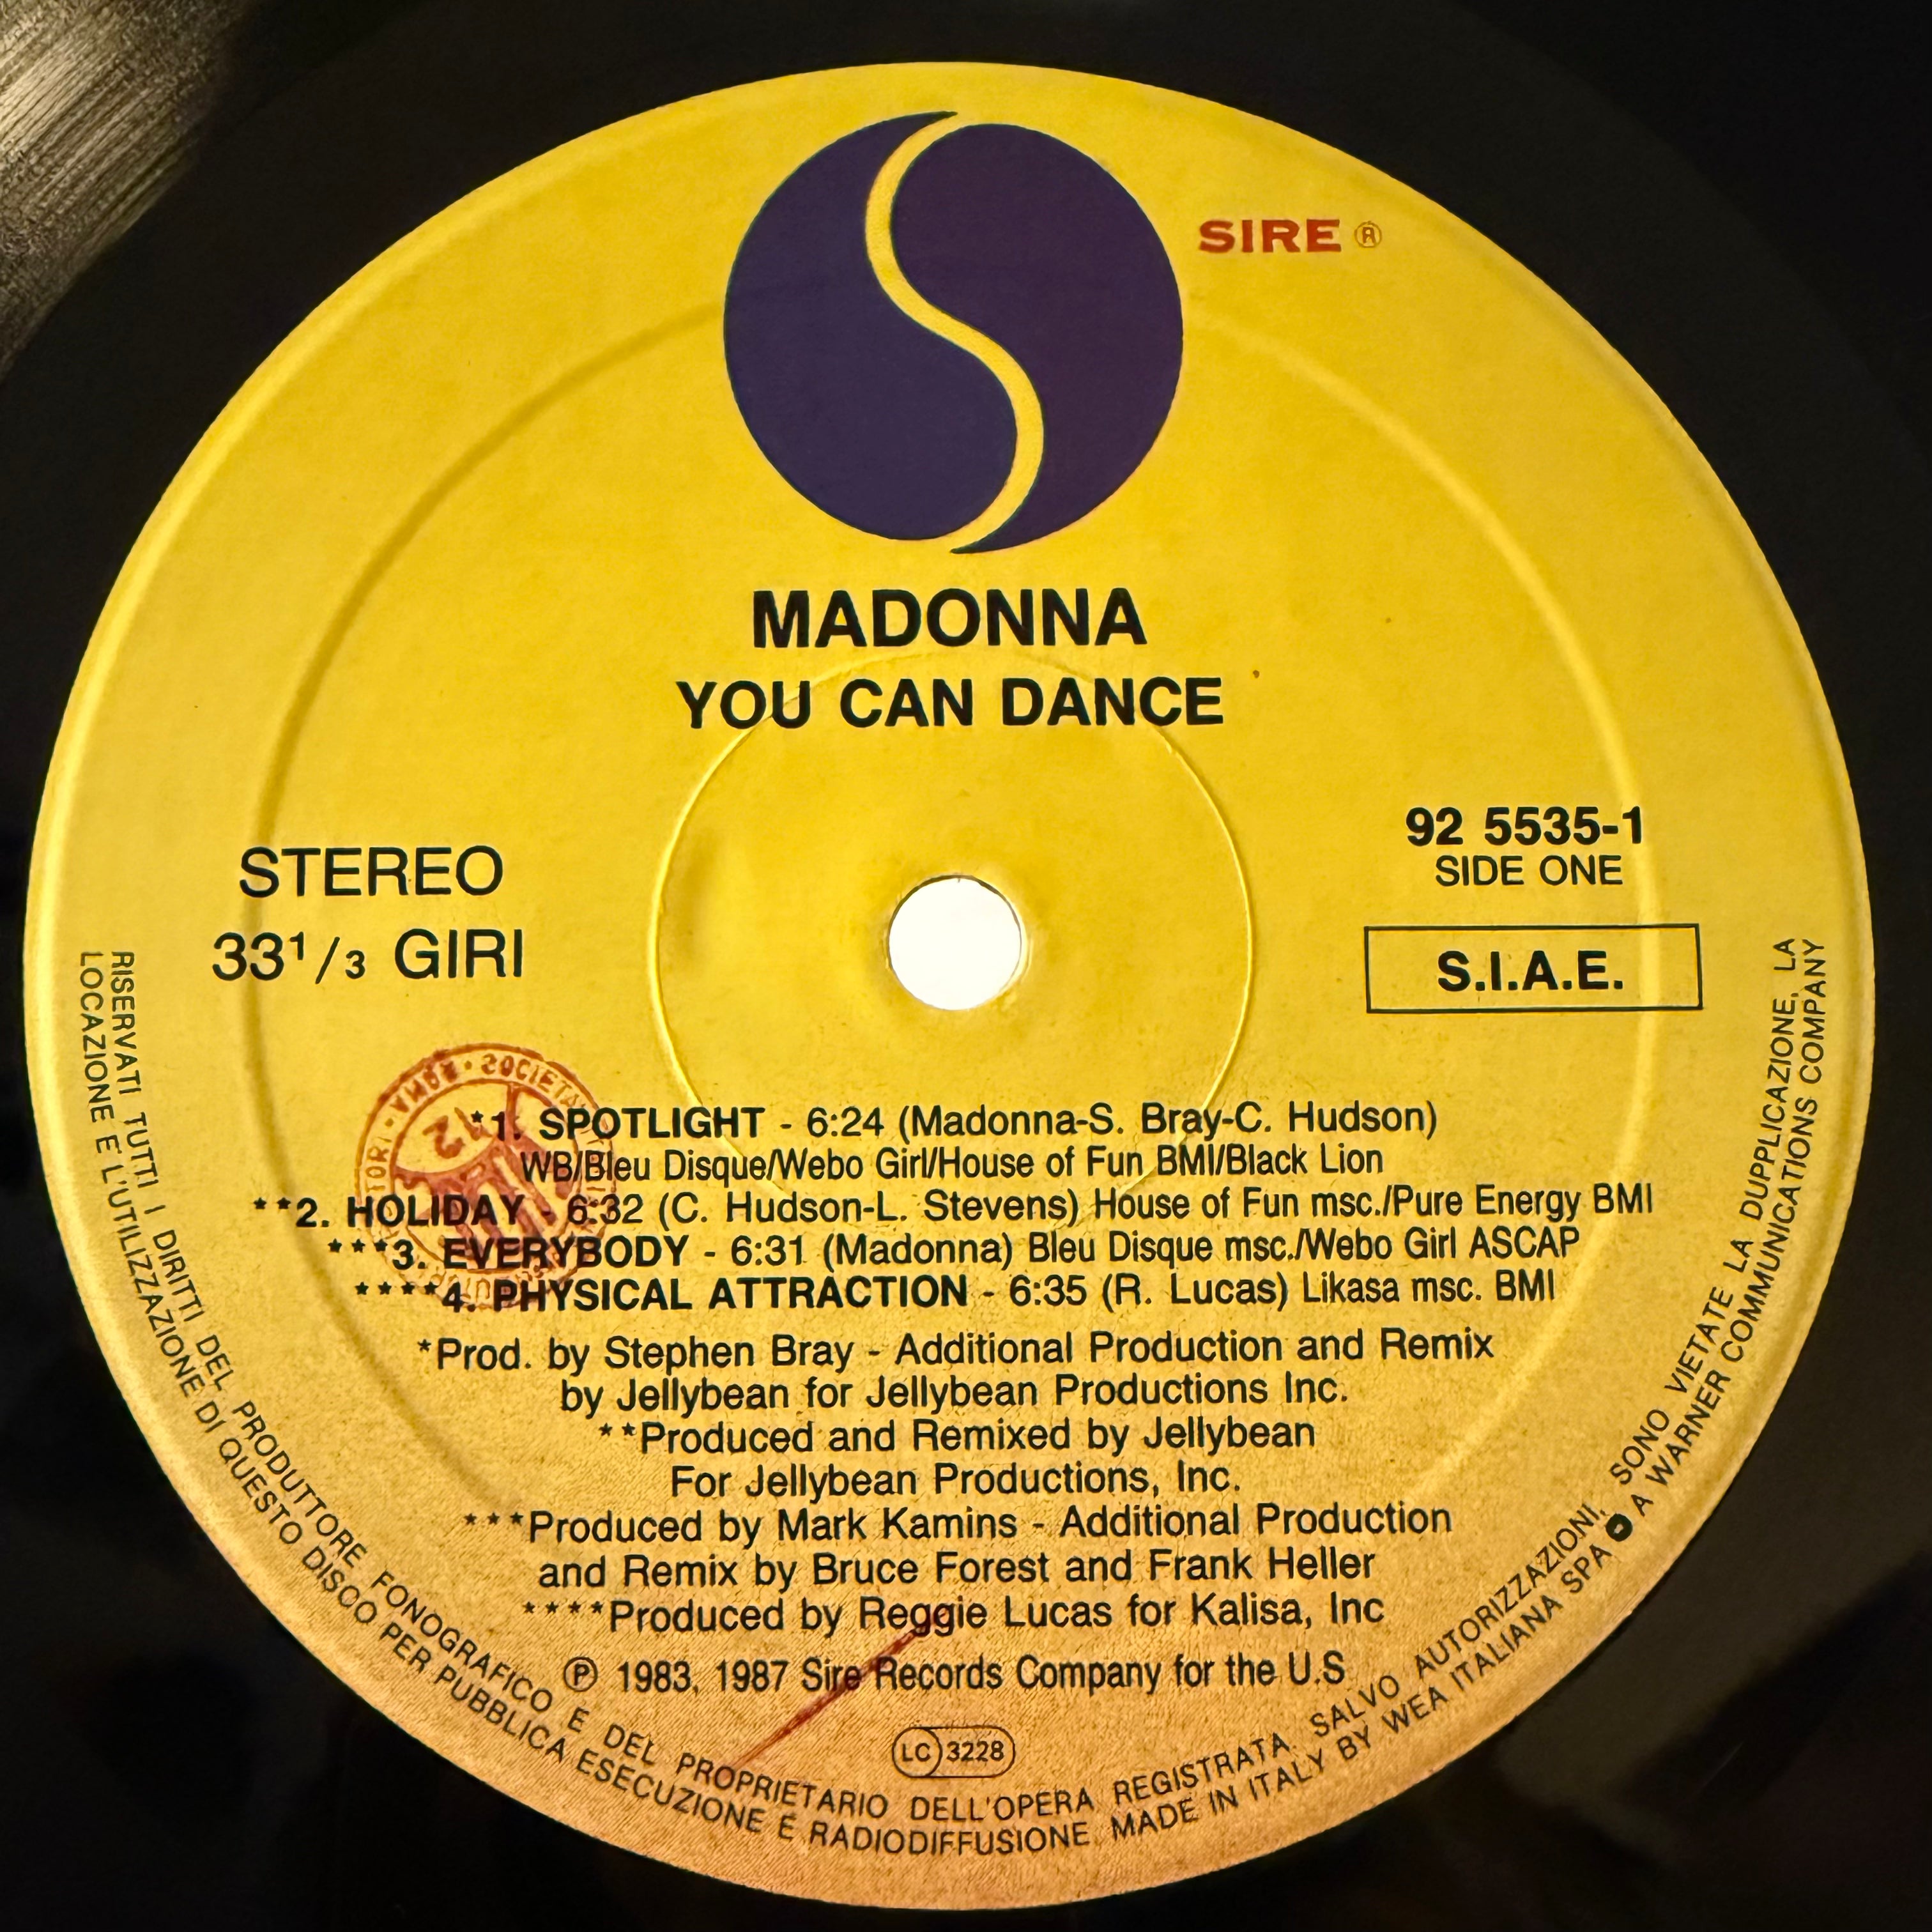 SIRE ®
MADONNA
YOU CAN DANCE
STEREO
33¹/₃ GIRI
92 5535-1
SIDE ONE
S.I.A.E.
*1. SPOTLIGHT - 6:24 (Madonna-S. Bray-C. Hudson)
WB/Bleu Disque/Webo Girl/House of Fun BMI/Black Lion
**2. HOLIDAY - 6:32 (C. Hudson-L. Stevens) House of Fun msc./Pure Energy BMI
***3. EVERYBODY - 6:31 (Madonna) Bleu Disque msc./Webo Girl ASCAP
****4. PHYSICAL ATTRACTION - 6:35 (R. Lucas) Likasa msc. BMI
*Prod. by Stephen Bray - Additional Production and Remix
by Jellybean for Jellybean Productions Inc.
**Produced and Remixed by Jellybean
For Jellybean Productions, Inc.
***Produced by Mark Kamins - Additional Production
and Remix by Bruce Forest and Frank Heller
****Produced by Reggie Lucas for Kalisa, Inc
℗ 1983, 1987 Sire Records Company for the U.S
LC 3228
RISERVATI TUTTI I DIRITTI DEL PRODUTTORE FONOGRAFICO E DEL PROPRIETARIO DELL'OPERA REGISTRATA. SALVO AUTORIZZAZIONI, SONO VIETATE LA DUPPLICAZIONE, LA
LOCAZIONE E L'UTILIZZAZIONE DI QUESTO DISCO PER PUBBLICA ESECUZIONE E RADIODIFFUSIONE. MADE IN ITALY BY WEA ITALIANA SPA A WARNER COMMUNICATIONS COMPANY
ROMA · SOCIETA
12